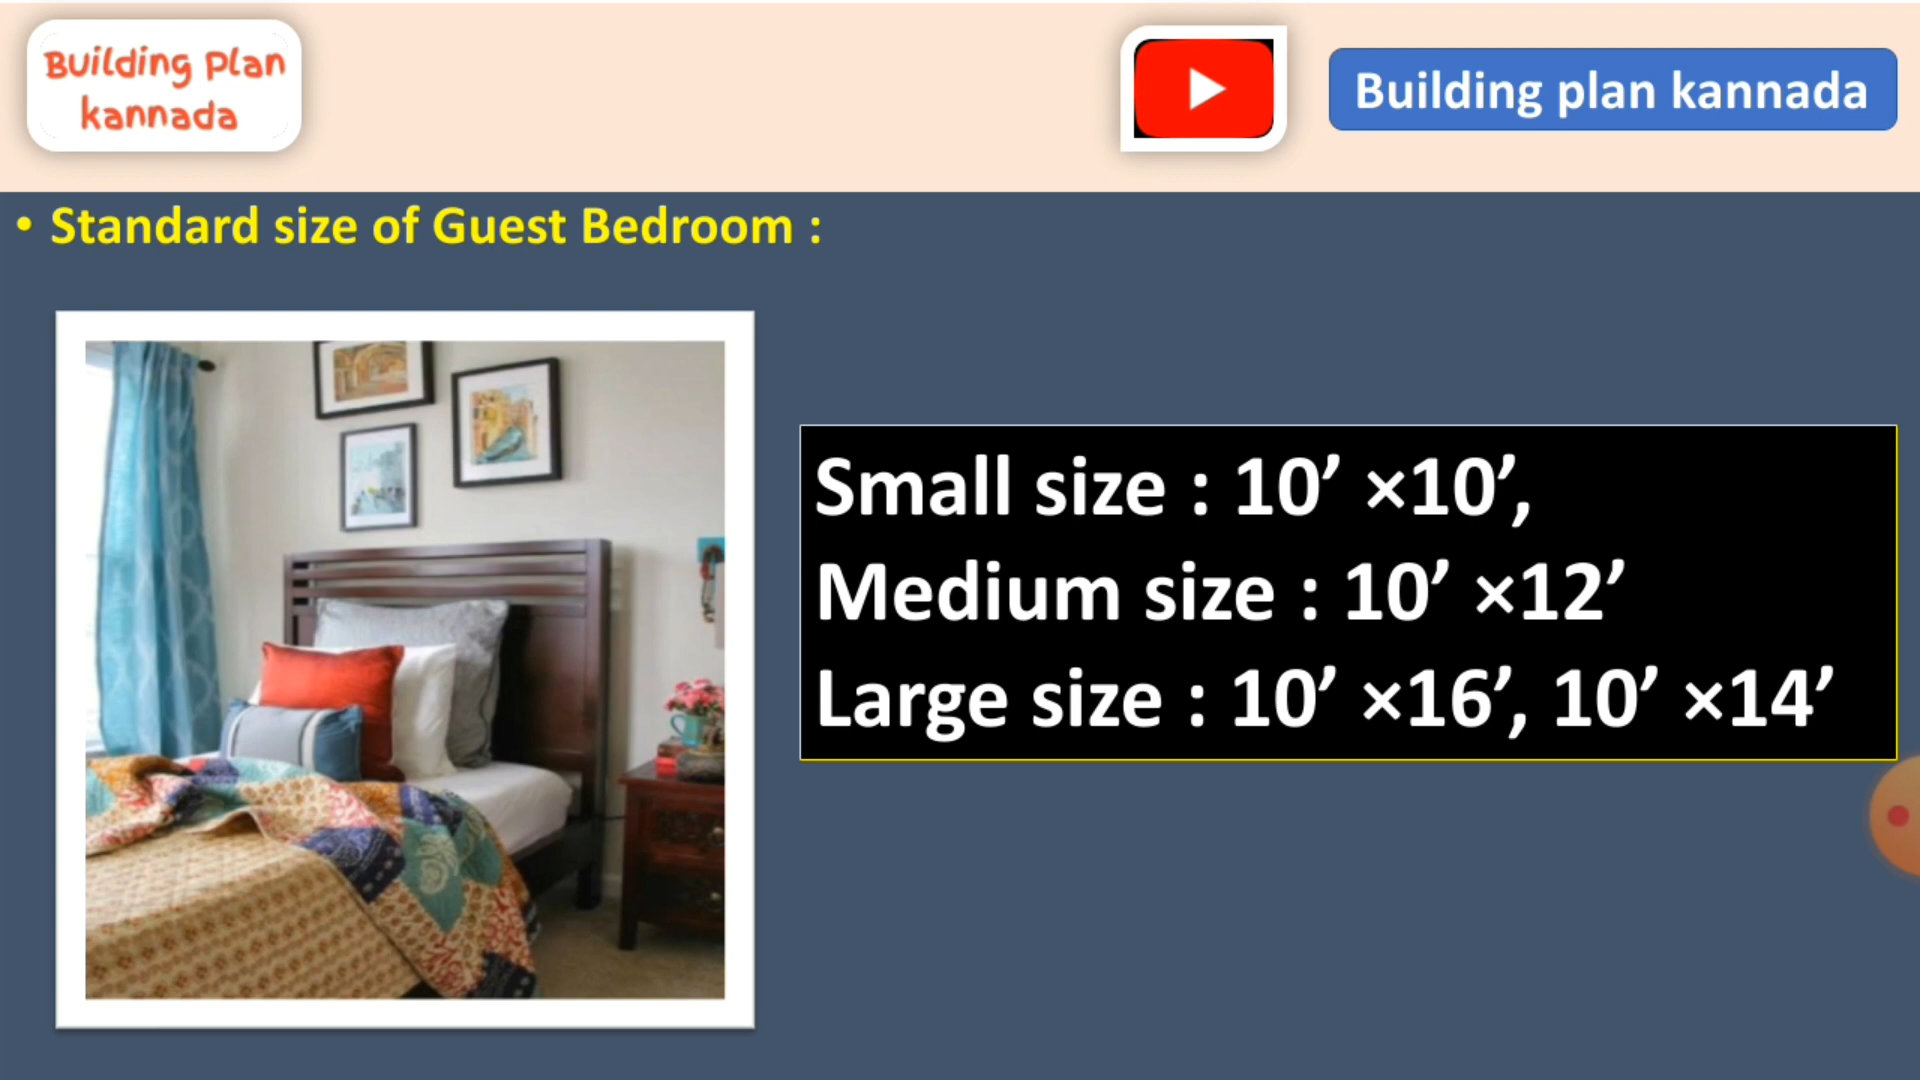 Building Plan
kannada
Building plan kannada
• Standard size of Guest Bedroom :
Small size : 10’ ×10’,
Medium size : 10’ ×12’
Large size : 10’ ×16’, 10’ ×14’